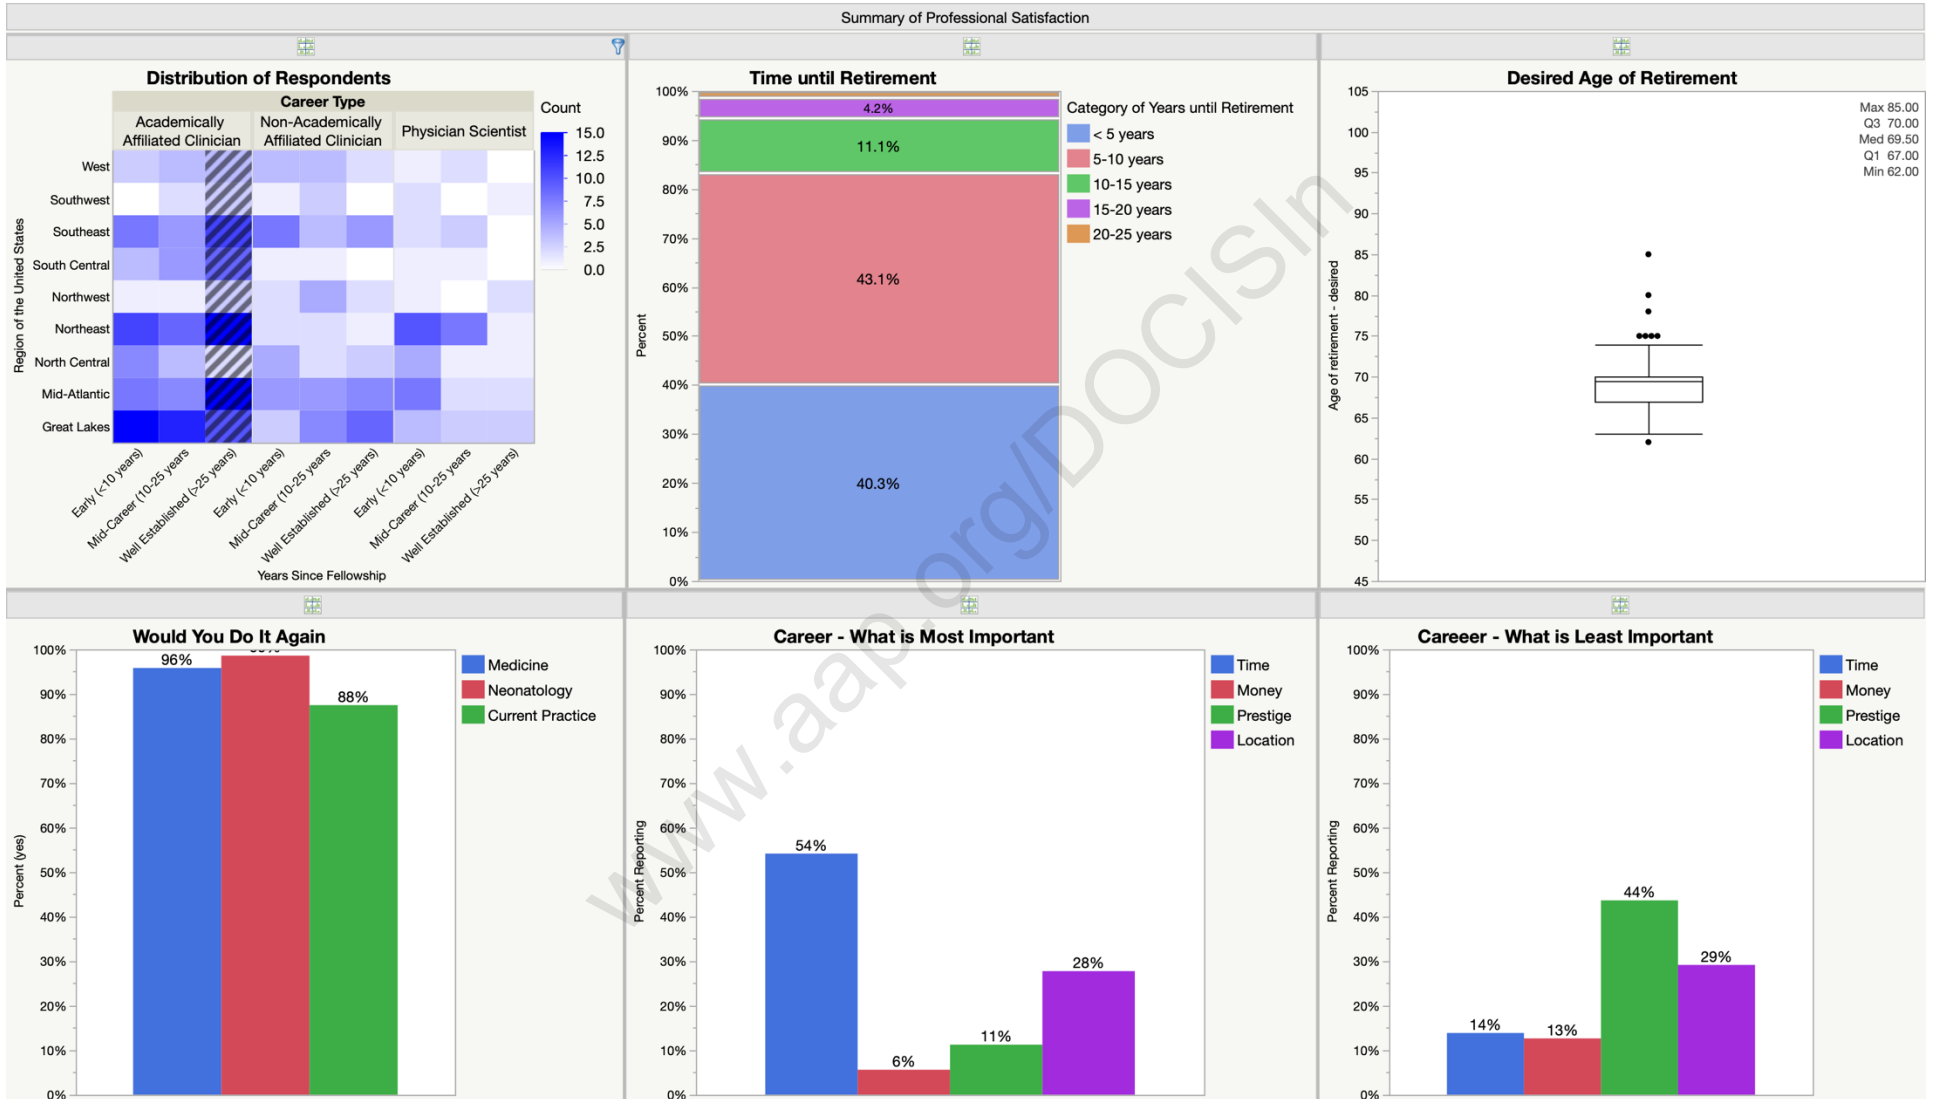 Summary of Professional Satisfaction
Distribution of Respondents
Career Type
Academically
Affiliated Clinician
Non-Academically
Affiliated Clinician
Physician Scientist
Count
15.0
12.5
10.0
7.5
5.0
2.5
0.0
Region of the United States
West
Southwest
Southeast
South Central
Northwest
Northeast
North Central
Mid-Atlantic
Great Lakes
Early (<10 years)
Mid-Career (10-25 years
Well Established (>25 years)
Early (<10 years)
Mid-Career (10-25 years
Well Established (>25 years)
Early (<10 years)
Mid-Career (10-25 years
Well Established (>25 years)
Years Since Fellowship
Time until Retirement
Percent
100%
90%
80%
70%
60%
50%
40%
30%
20%
10%
0%
4.2%
11.1%
43.1%
40.3%
Category of Years until Retirement
< 5 years
5-10 years
10-15 years
15-20 years
20-25 years
Desired Age of Retirement
Age of retirement - desired
105
100
95
90
85
80
75
70
65
60
55
50
45
Max 85.00
Q3 70.00
Med 69.50
Q1 67.00
Min 62.00
Would You Do It Again
Percent (yes)
100%
90%
80%
70%
60%
50%
40%
30%
20%
10%
0%
96%
88%
Medicine
Neonatology
Current Practice
Career - What is Most Important
Percent Reporting
100%
90%
80%
70%
60%
50%
40%
30%
20%
10%
0%
54%
6%
11%
28%
Time
Money
Prestige
Location
Careeer - What is Least Important
Percent Reporting
100%
90%
80%
70%
60%
50%
40%
30%
20%
10%
0%
14%
13%
44%
29%
Time
Money
Prestige
Location
www.aap.org/DOCISIn